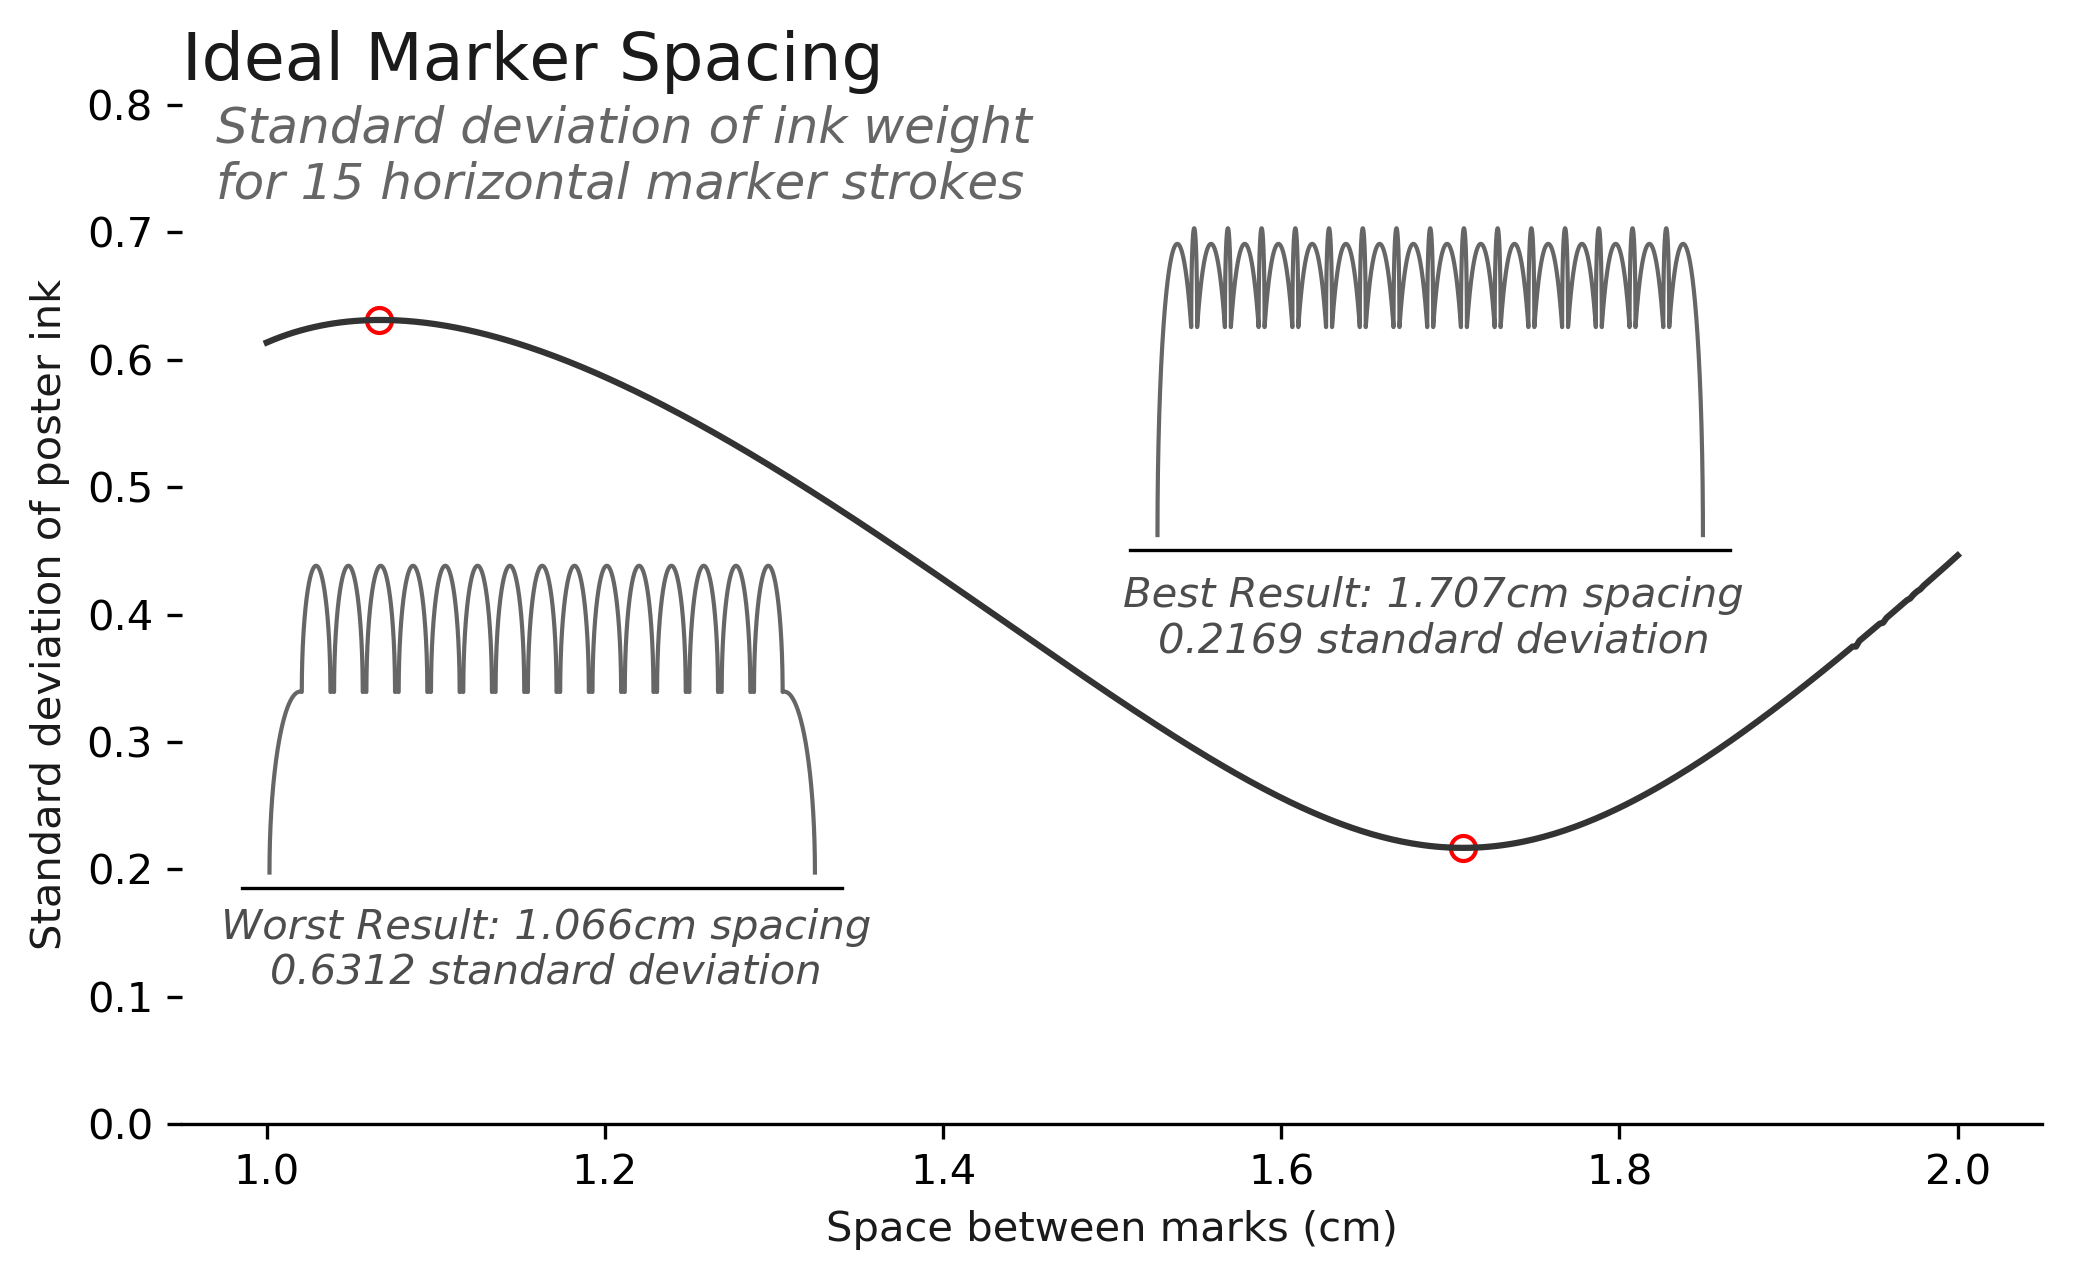 Ideal Marker Spacing
Standard deviation of ink weight
for 15 horizontal marker strokes
Standard deviation of poster ink
0.8
0.7
0.6
0.5
0.4
0.3
0.2
0.1
0.0
Best Result: 1.707cm spacing
0.2169 standard deviation
Worst Result: 1.066cm spacing
0.6312 standard deviation
1.0 1.2 1.4 1.6 1.8 2.0
Space between marks (cm)